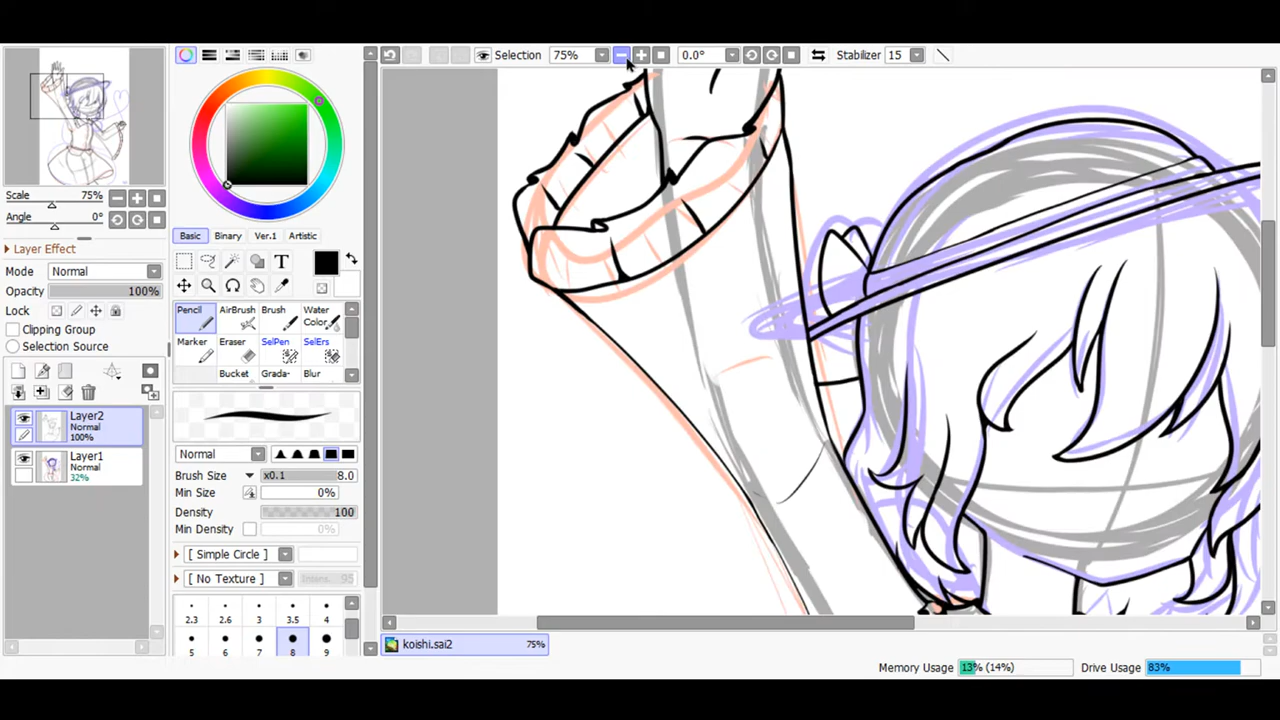 Selection 75% 0.0° Stabilizer 15
Scale 75%
Angle 0°
Layer Effect
Mode Normal
Opacity 100%
Lock
Clipping Group
Selection Source
Layer2
Normal
100%
Layer1
Normal
32%
Basic Binary Ver.1 Artistic
T
Pencil AirBrush Brush Water Color
Marker Eraser SelPen SelErs
Bucket Grada- Blur
Normal
Brush Size x0.1 8.0
Min Size 0%
Density 100
Min Density 0%
[ Simple Circle ]
[ No Texture ] Intens. 95
2.3 2.6 3 3.5 4
5 6 7 8 9
koishi.sai2 75%
Memory Usage 13% (14%) Drive Usage 83%